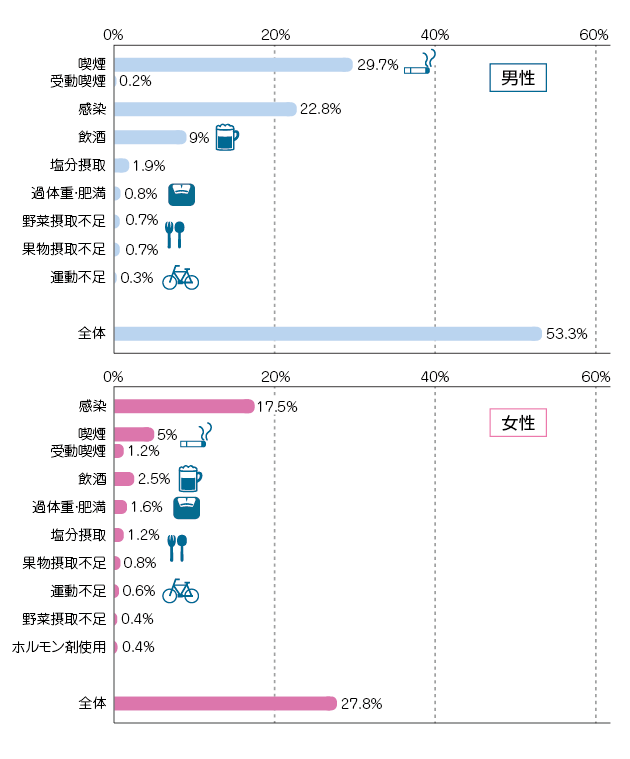 0% 20% 40% 60%
喫煙 29.7%
男性
受動喫煙 0.2%
感染 22.8%
飲酒 9%
塩分摂取 1.9%
過体重・肥満 0.8%
野菜摂取不足 0.7%
果物摂取不足 0.7%
運動不足 0.3%
全体 53.3%
0% 20% 40% 60%
感染 17.5%
女性
喫煙 5%
受動喫煙 1.2%
飲酒 2.5%
過体重・肥満 1.6%
塩分摂取 1.2%
果物摂取不足 0.8%
運動不足 0.6%
野菜摂取不足 0.4%
ホルモン剤使用 0.4%
全体 27.8%